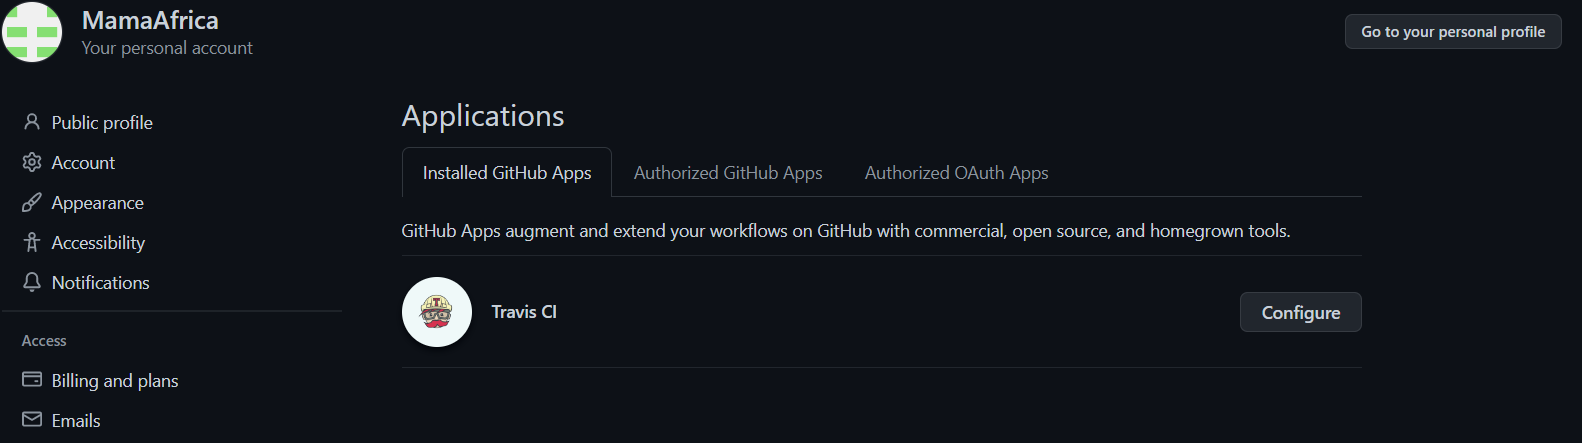 MamaAfrica
Your personal account
Go to your personal profile
Public profile
Account
Appearance
Accessibility
Notifications
Access
Billing and plans
Emails
Applications
Installed GitHub Apps
Authorized GitHub Apps
Authorized OAuth Apps
GitHub Apps augment and extend your workflows on GitHub with commercial, open source, and homegrown tools.
T
Travis CI
Configure